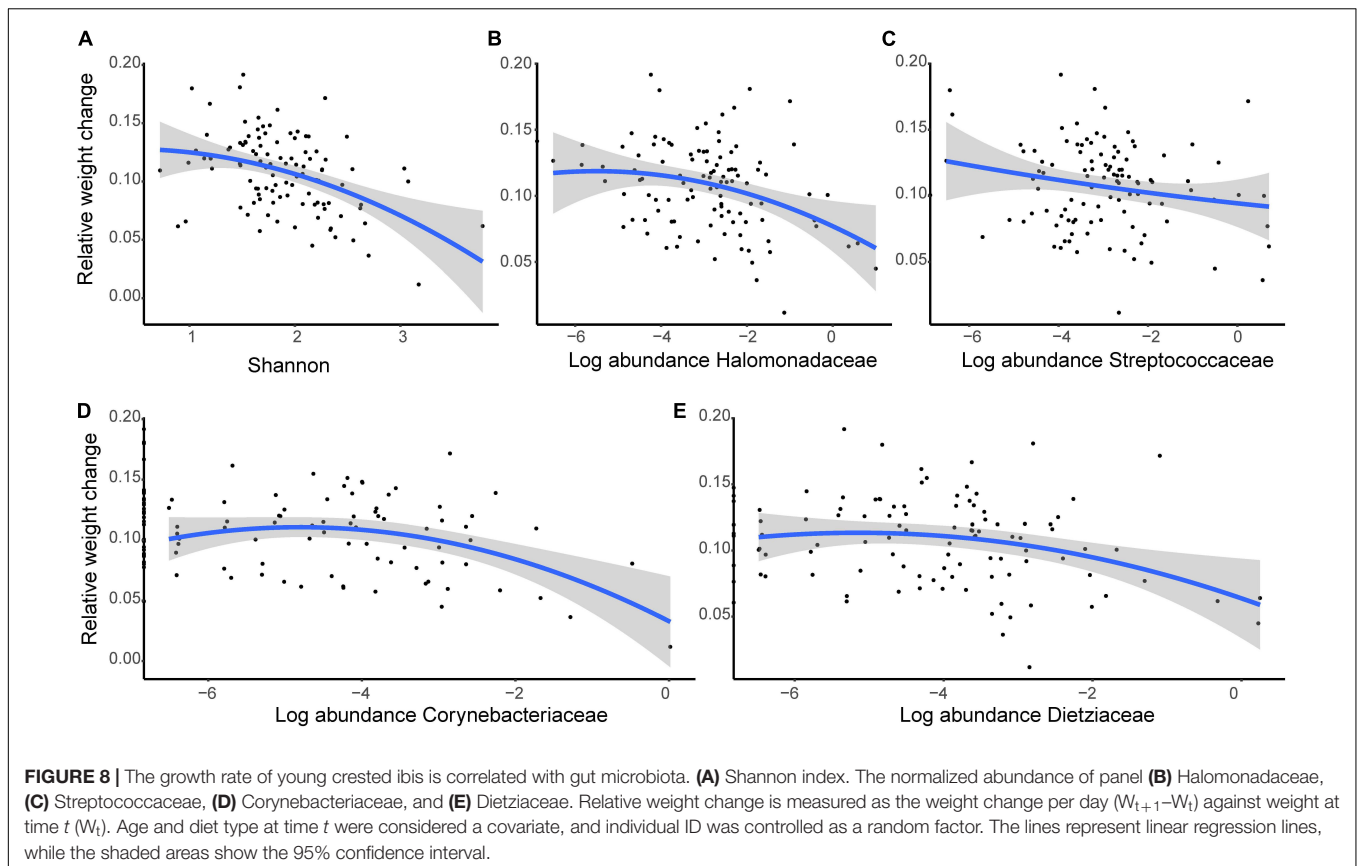 A
B
C
0.20
0.15
0.10
0.05
0.00
Relative weight change
1
2
3
Shannon
0.20
0.15
0.10
0.05
−6
−4
−2
0
Log abundance Halomonadaceae
0.20
0.15
0.10
0.05
−6
−4
−2
0
Log abundance Streptococcaceae
D
E
0.20
0.15
0.10
0.05
0.00
Relative weight change
−6
−4
−2
0
Log abundance Corynebacteriaceae
0.20
0.15
0.10
0.05
−6
−4
−2
0
Log abundance Dietziaceae
FIGURE 8 | The growth rate of young crested ibis is correlated with gut microbiota. (A) Shannon index. The normalized abundance of panel (B) Halomonadaceae,
(C) Streptococcaceae, (D) Corynebacteriaceae, and (E) Dietziaceae. Relative weight change is measured as the weight change per day (Wt+1–Wt) against weight at
time t (Wt). Age and diet type at time t were considered a covariate, and individual ID was controlled as a random factor. The lines represent linear regression lines,
while the shaded areas show the 95% confidence interval.